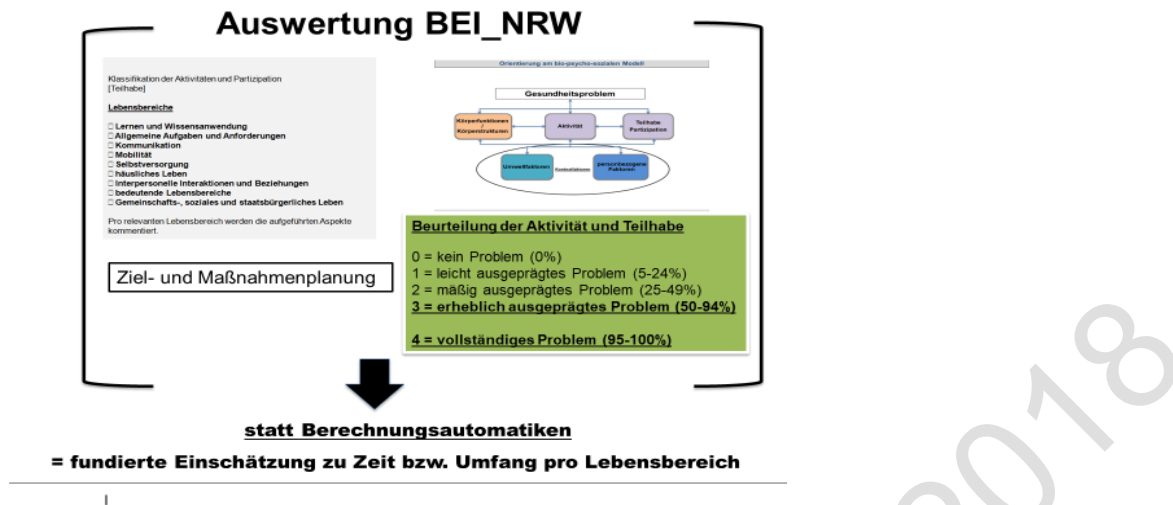 Auswertung BEI_NRW
Klassifikation der Aktivitäten und Partizipation
[Teilhabe]
Lebensbereiche
□ Lernen und Wissensanwendung
□ Allgemeine Aufgaben und Anforderungen
□ Kommunikation
□ Mobilität
□ Selbstversorgung
□ häusliches Leben
□ Interpersonelle Interaktionen und Beziehungen
□ bedeutende Lebensbereiche
□ Gemeinschafts-, soziales und staatsbürgerliches Leben
Pro relevanten Lebensbereich werden die aufgeführten Aspekte
kommentiert.
Ziel- und Maßnahmenplanung
Orientierung am bio-psycho-sozialen Modell
Gesundheitsproblem
Körperfunktionen
/
Körperstrukturen
Aktivität
Teilhabe
Partizipation
Umweltfaktoren
Kontextfaktoren
personbezogene
Faktoren
Beurteilung der Aktivität und Teilhabe
0 = kein Problem (0%)
1 = leicht ausgeprägtes Problem (5-24%)
2 = mäßig ausgeprägtes Problem (25-49%)
3 = erheblich ausgeprägtes Problem (50-94%)
4 = vollständiges Problem (95-100%)
statt Berechnungsautomatiken
= fundierte Einschätzung zu Zeit bzw. Umfang pro Lebensbereich
2018